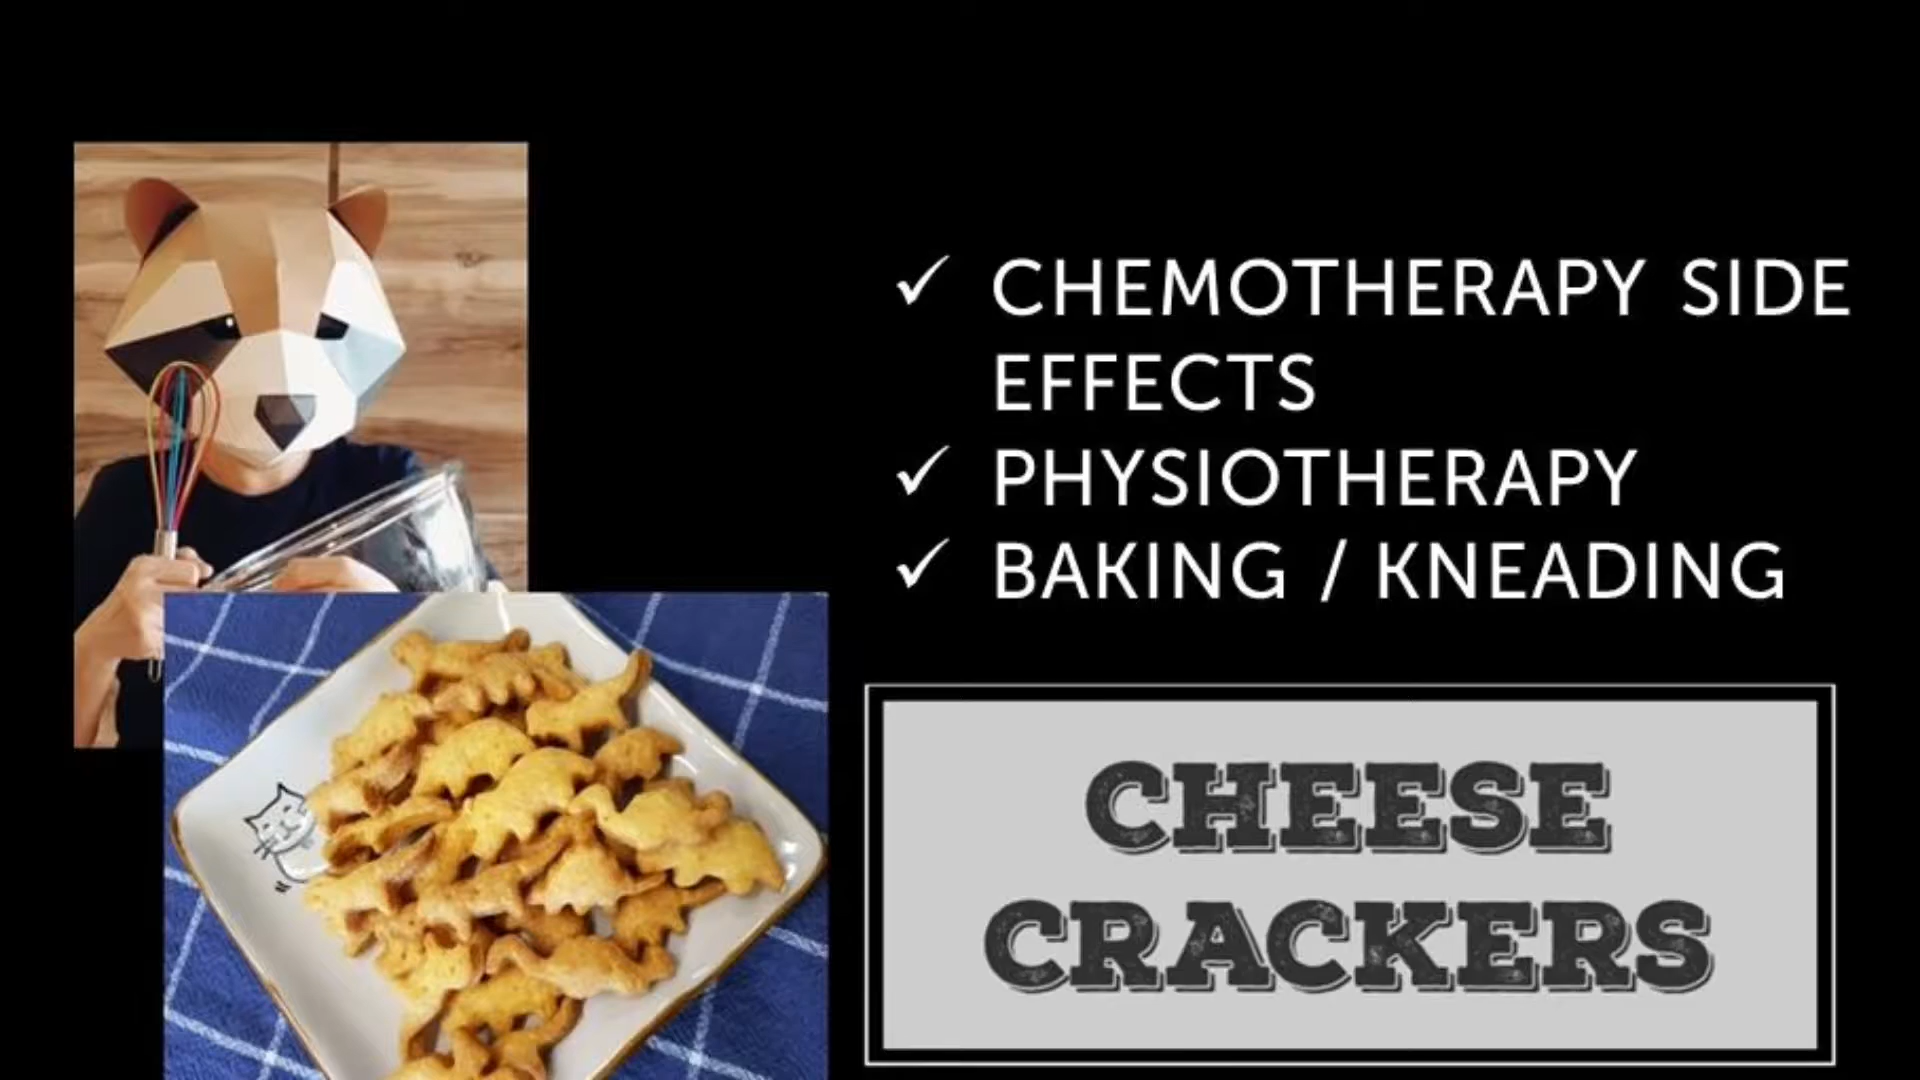 ✓ CHEMOTHERAPY SIDE
EFFECTS
✓ PHYSIOTHERAPY
✓ BAKING / KNEADING
CHEESE
CRACKERS